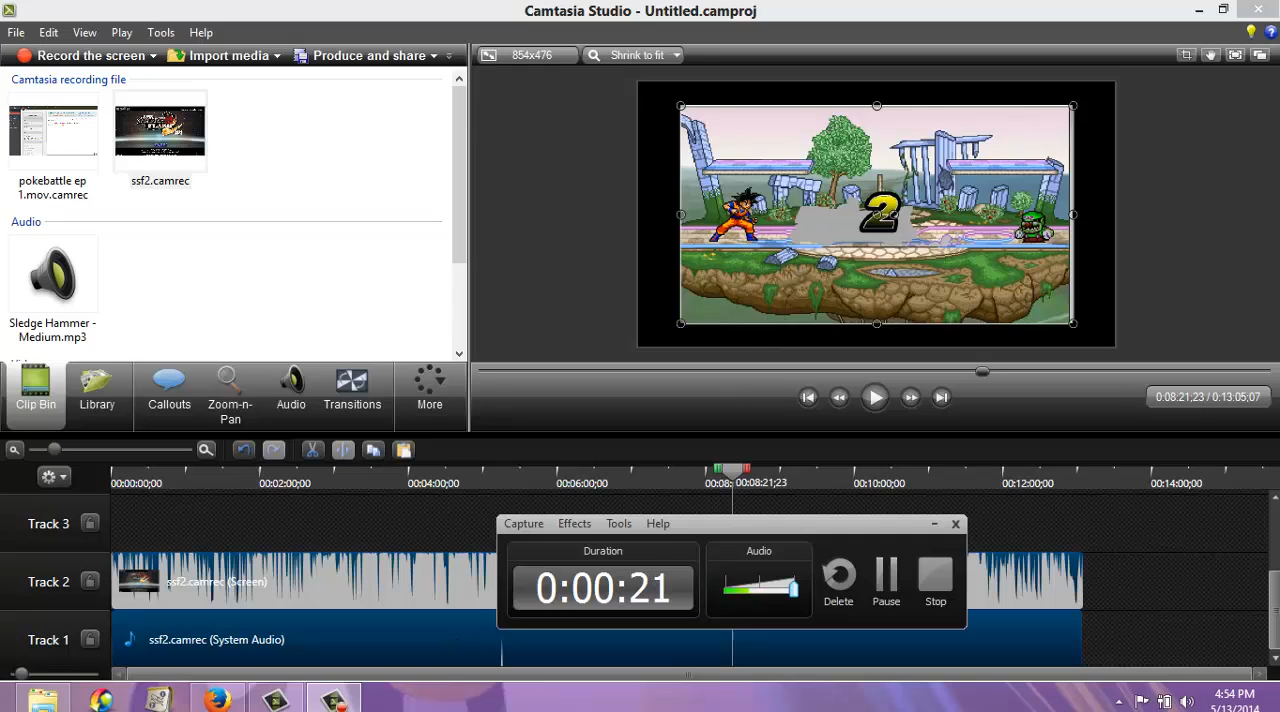 Camtasia Studio - Untitled.camproj
File Edit View Play Tools Help
Record the screen Import media Produce and share
854x476 Shrink to fit
Camtasia recording file
pokebattle ep 1.mov.camrec
ssf2.camrec
Audio
Sledge Hammer - Medium.mp3
2
Clip Bin Library Callouts Zoom-n-Pan Audio Transitions More
0:08:21;23 / 0:13:05;07
00:00:00;00 00:02:00;00 00:04:00;00 00:06:00;00 00:08: 00:08:21;23 00:10:00;00 00:12:00;00 00:14:00;00
Track 3
Capture Effects Tools Help
Duration Audio
0:00:21
Delete Pause Stop
Track 2 ssf2.camrec (Screen)
Track 1 ssf2.camrec (System Audio)
4:54 PM
5/13/2014